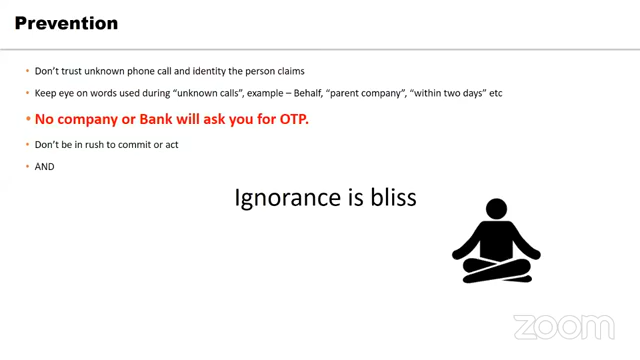 Prevention
• Don't trust unknown phone call and identity the person claims
• Keep eye on words used during "unknown calls", example – Behalf, "parent company", "within two days" etc
• No company or Bank will ask you for OTP.
• Don't be in rush to commit or act
• AND
Ignorance is bliss
zoom